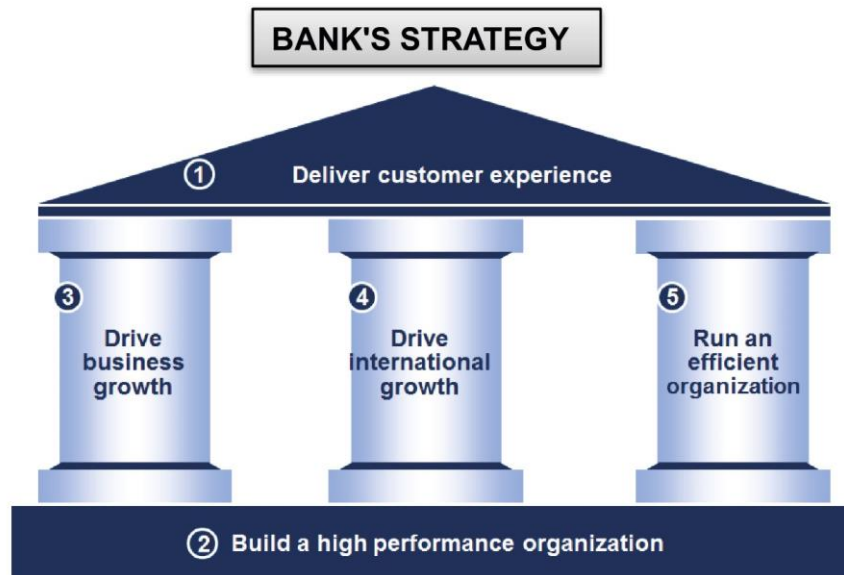 BANK'S STRATEGY
1 Deliver customer experience
3
Drive
business
growth
4
Drive
international
growth
5
Run an
efficient
organization
2 Build a high performance organization